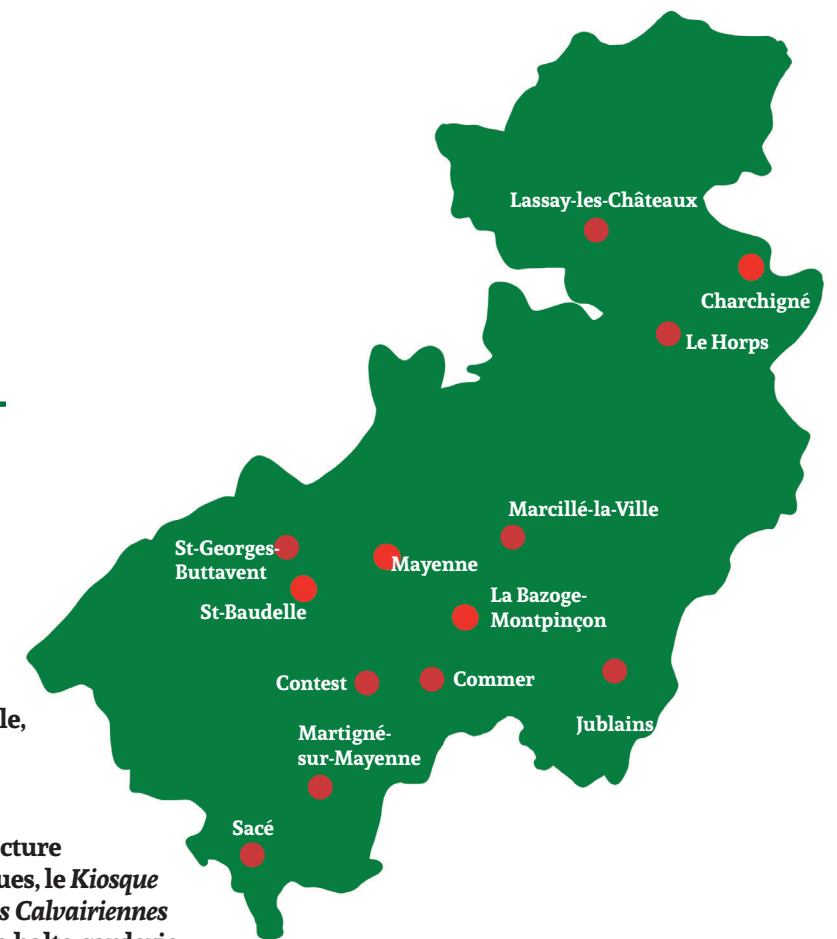 Lassay-les-Châteaux
Charchigné
Le Horps
Marcillé-la-Ville
St-Georges-
Buttavent
Mayenne
St-Baudelle
La Bazoge-
Montpinçon
Contest
Commer
Jublains
Martigné-
sur-Mayenne
Sacé
le,
cture
ues, le Kiosque
s Calvairiennes